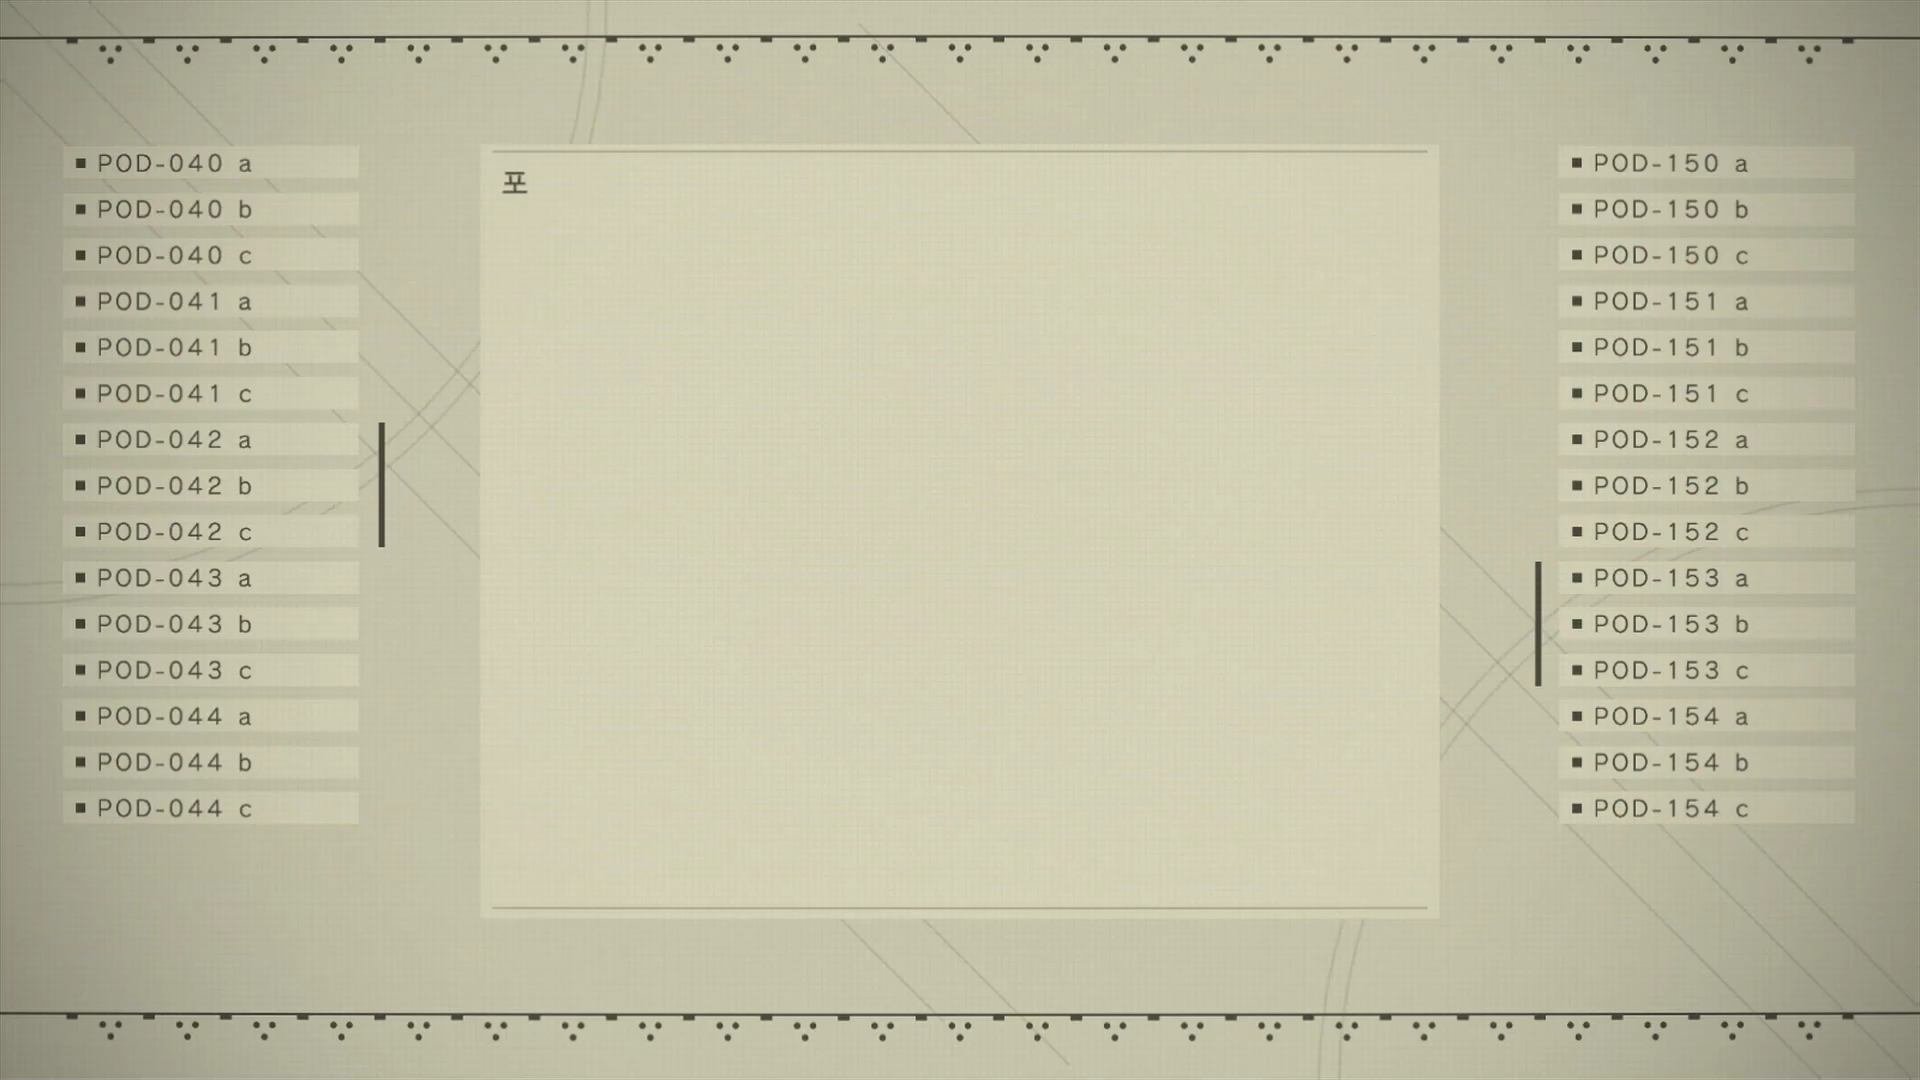 POD-040 a
POD-040 b
POD-040 c
POD-041 a
POD-041 b
POD-041 c
POD-042 a
POD-042 b
POD-042 c
POD-043 a
POD-043 b
POD-043 c
POD-044 a
POD-044 b
POD-044 c
포
POD-150 a
POD-150 b
POD-150 c
POD-151 a
POD-151 b
POD-151 c
POD-152 a
POD-152 b
POD-152 c
POD-153 a
POD-153 b
POD-153 c
POD-154 a
POD-154 b
POD-154 c